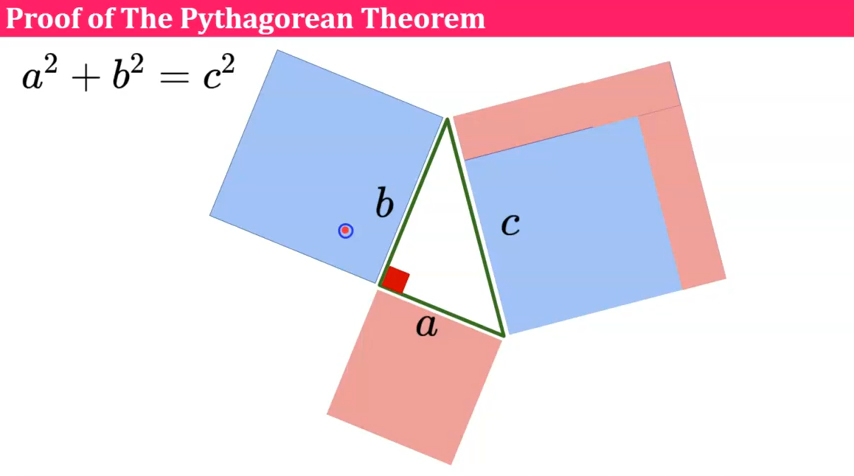 Proof of The Pythagorean Theorem
a² + b² = c²
b
c
a